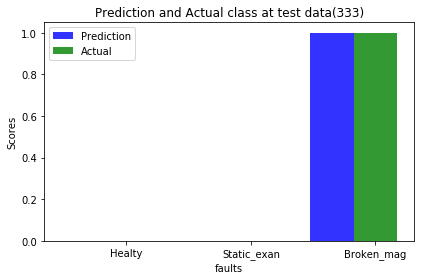 Prediction and Actual class at test data(333)
Prediction
Actual
1.0
0.8
0.6
0.4
0.2
0.0
Scores
Healty
Static_exan
Broken_mag
faults